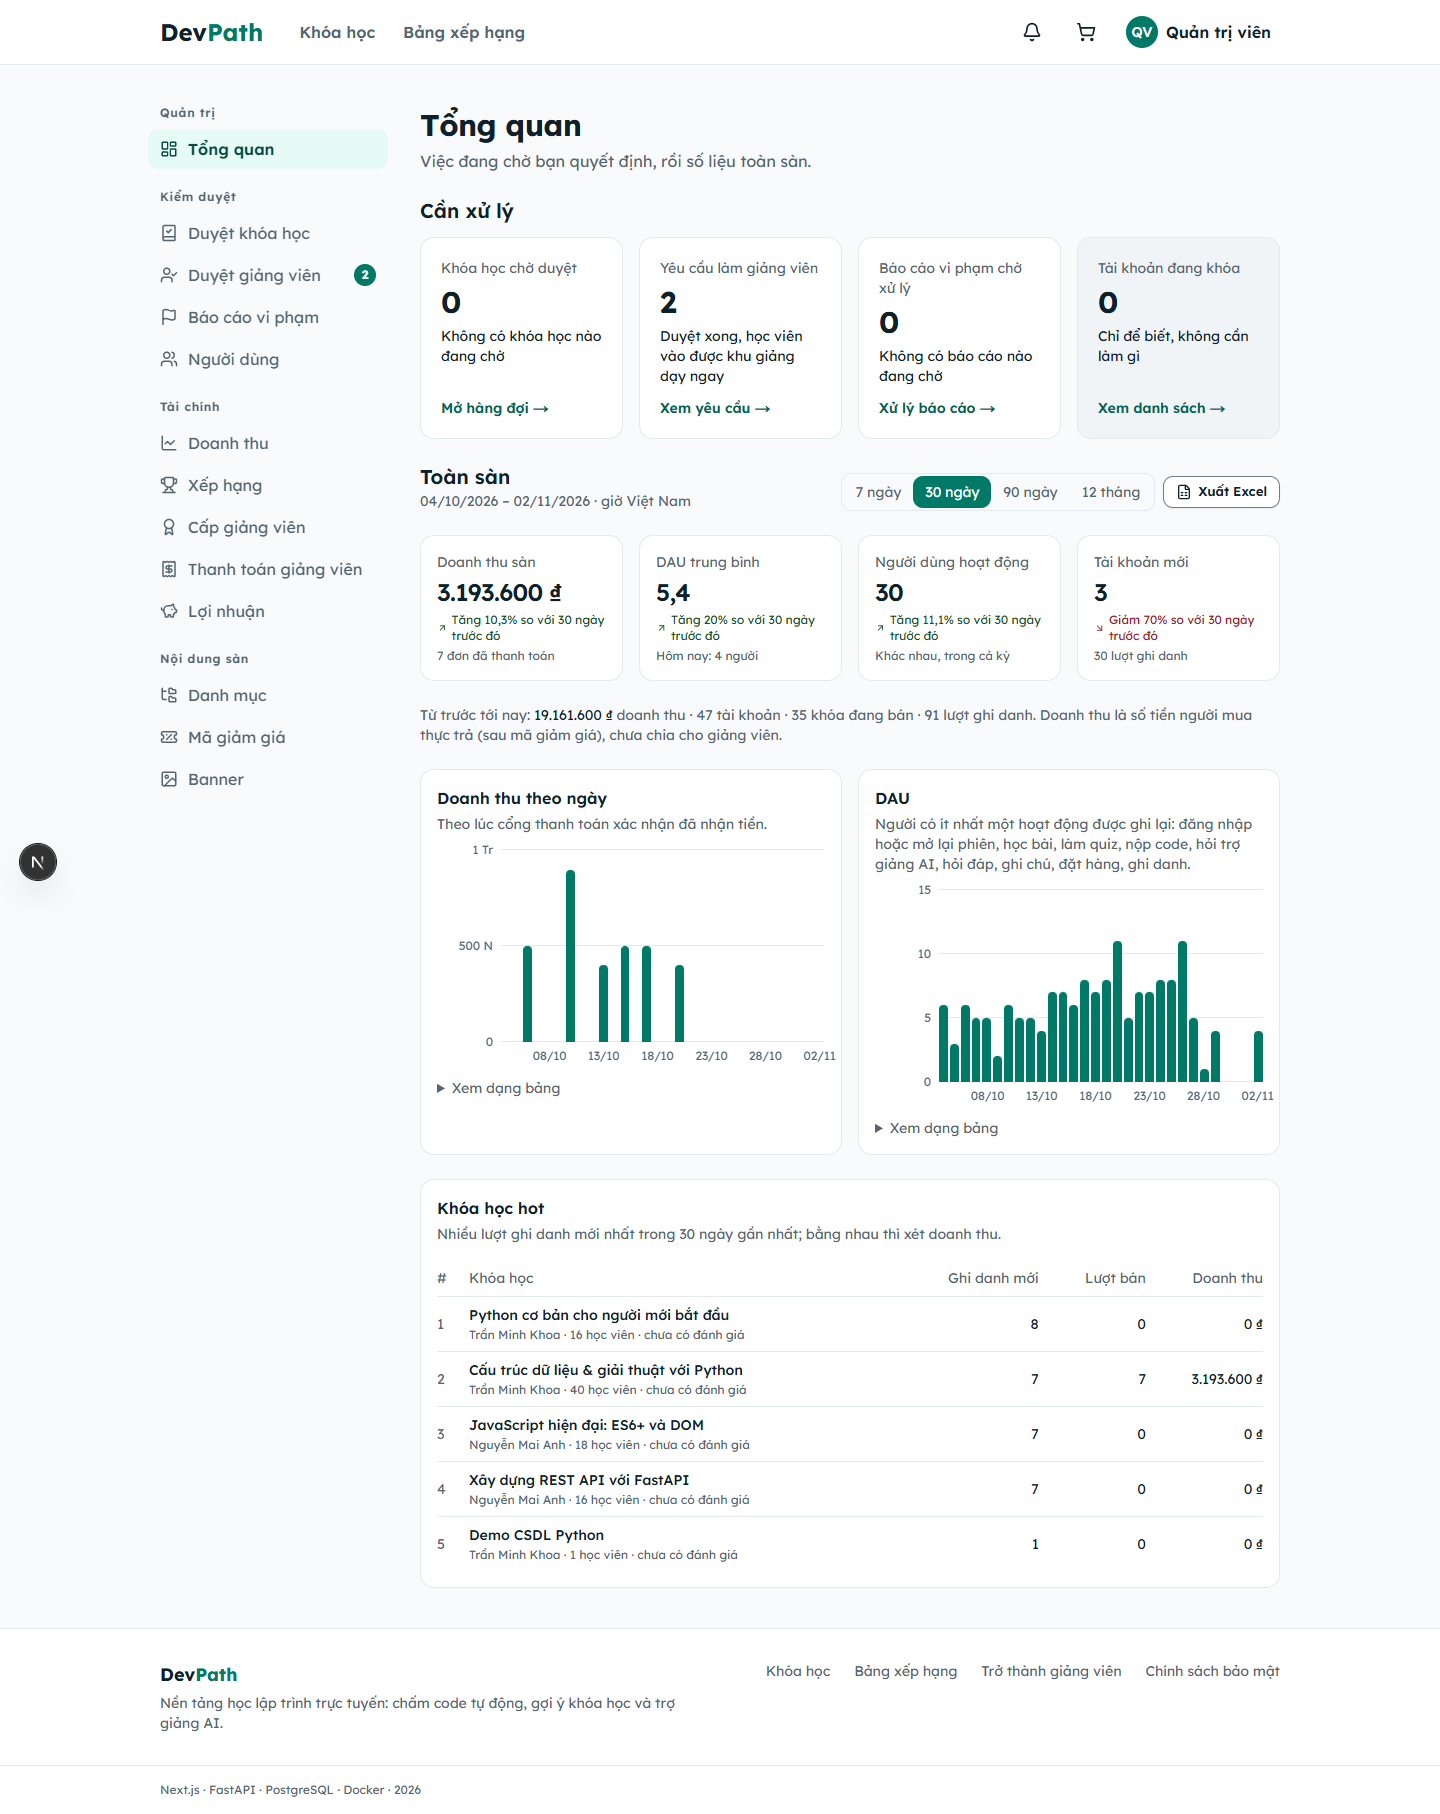 DevPath
Khóa học
Bảng xếp hạng
QV
Quản trị viên
Quản trị
Tổng quan
Kiểm duyệt
Duyệt khóa học
Duyệt giảng viên
2
Báo cáo vi phạm
Người dùng
Tài chính
Doanh thu
Xếp hạng
Cấp giảng viên
Thanh toán giảng viên
Lợi nhuận
Nội dung sàn
Danh mục
Mã giảm giá
Banner
Tổng quan
Việc đang chờ bạn quyết định, rồi số liệu toàn sàn.
Cần xử lý
Khóa học chờ duyệt
0
Không có khóa học nào
đang chờ
Mở hàng đợi →
Yêu cầu làm giảng viên
2
Duyệt xong, học viên
vào được khu giảng
dạy ngay
Xem yêu cầu →
Báo cáo vi phạm chờ
xử lý
0
Không có báo cáo nào
đang chờ
Xử lý báo cáo →
Tài khoản đang khóa
0
Chỉ để biết, không cần
làm gì
Xem danh sách →
Toàn sàn
04/10/2026 – 02/11/2026 · giờ Việt Nam
7 ngày
30 ngày
90 ngày
12 tháng
Xuất Excel
Doanh thu sàn
3.193.600 ₫
Tăng 10,3% so với 30 ngày
trước đó
7 đơn đã thanh toán
DAU trung bình
5,4
Tăng 20% so với 30 ngày
trước đó
Hôm nay: 4 người
Người dùng hoạt động
30
Tăng 11,1% so với 30 ngày
trước đó
Khác nhau, trong cả kỳ
Tài khoản mới
3
Giảm 70% so với 30 ngày
trước đó
30 lượt ghi danh
Từ trước tới nay: 19.161.600 ₫ doanh thu · 47 tài khoản · 35 khóa đang bán · 91 lượt ghi danh. Doanh thu là số tiền người mua
thực trả (sau mã giảm giá), chưa chia cho giảng viên.
Doanh thu theo ngày
Theo lúc cổng thanh toán xác nhận đã nhận tiền.
1 Tr
500 N
0
08/10
13/10
18/10
23/10
28/10
02/11
▶ Xem dạng bảng
DAU
Người có ít nhất một hoạt động được ghi lại: đăng nhập
hoặc mở lại phiên, học bài, làm quiz, nộp code, hỏi trợ
giảng AI, hỏi đáp, ghi chú, đặt hàng, ghi danh.
15
10
5
0
08/10
13/10
18/10
23/10
28/10
02/11
▶ Xem dạng bảng
N
Khóa học hot
Nhiều lượt ghi danh mới nhất trong 30 ngày gần nhất; bằng nhau thì xét doanh thu.
# Khóa học Ghi danh mới Lượt bán Doanh thu
1 Python cơ bản cho người mới bắt đầu 8 0 0 ₫
Trần Minh Khoa · 16 học viên · chưa có đánh giá
2 Cấu trúc dữ liệu & giải thuật với Python 7 7 3.193.600 ₫
Trần Minh Khoa · 40 học viên · chưa có đánh giá
3 JavaScript hiện đại: ES6+ và DOM 7 0 0 ₫
Nguyễn Mai Anh · 18 học viên · chưa có đánh giá
4 Xây dựng REST API với FastAPI 7 0 0 ₫
Nguyễn Mai Anh · 16 học viên · chưa có đánh giá
5 Demo CSDL Python 1 0 0 ₫
Trần Minh Khoa · 1 học viên · chưa có đánh giá
DevPath
Nền tảng học lập trình trực tuyến: chấm code tự động, gợi ý khóa học và trợ
giảng AI.
Khóa học
Bảng xếp hạng
Trở thành giảng viên
Chính sách bảo mật
Next.js · FastAPI · PostgreSQL · Docker · 2026